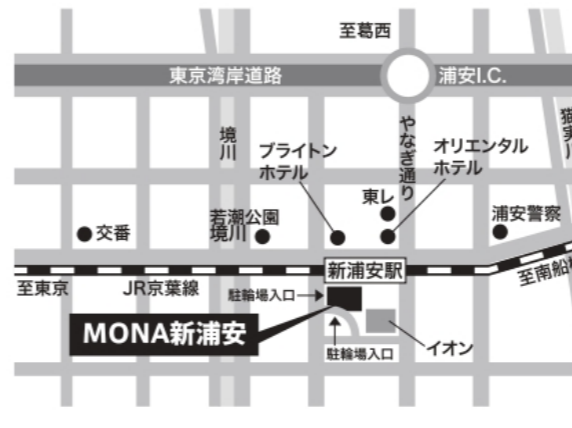 至葛西
東京湾岸道路
浦安I.C.
境川
やなぎ通り
猫実川
ブライトン
ホテル
オリエンタル
ホテル
東レ
若潮公園
境川
浦安警察
交番
新浦安駅
至東京
JR京葉線
駐輪場入口
MONA新浦安
駐輪場入口
イオン